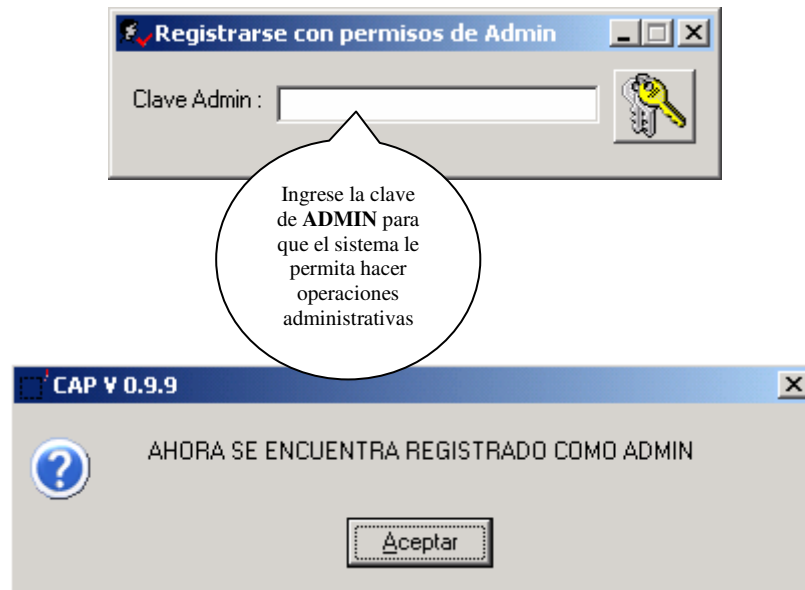 Registrarse con permisos de Admin
Clave Admin :
Ingrese la clave
de ADMIN para
que el sistema le
permita hacer
operaciones
administrativas
CAP V 0.9.9
AHORA SE ENCUENTRA REGISTRADO COMO ADMIN
Aceptar